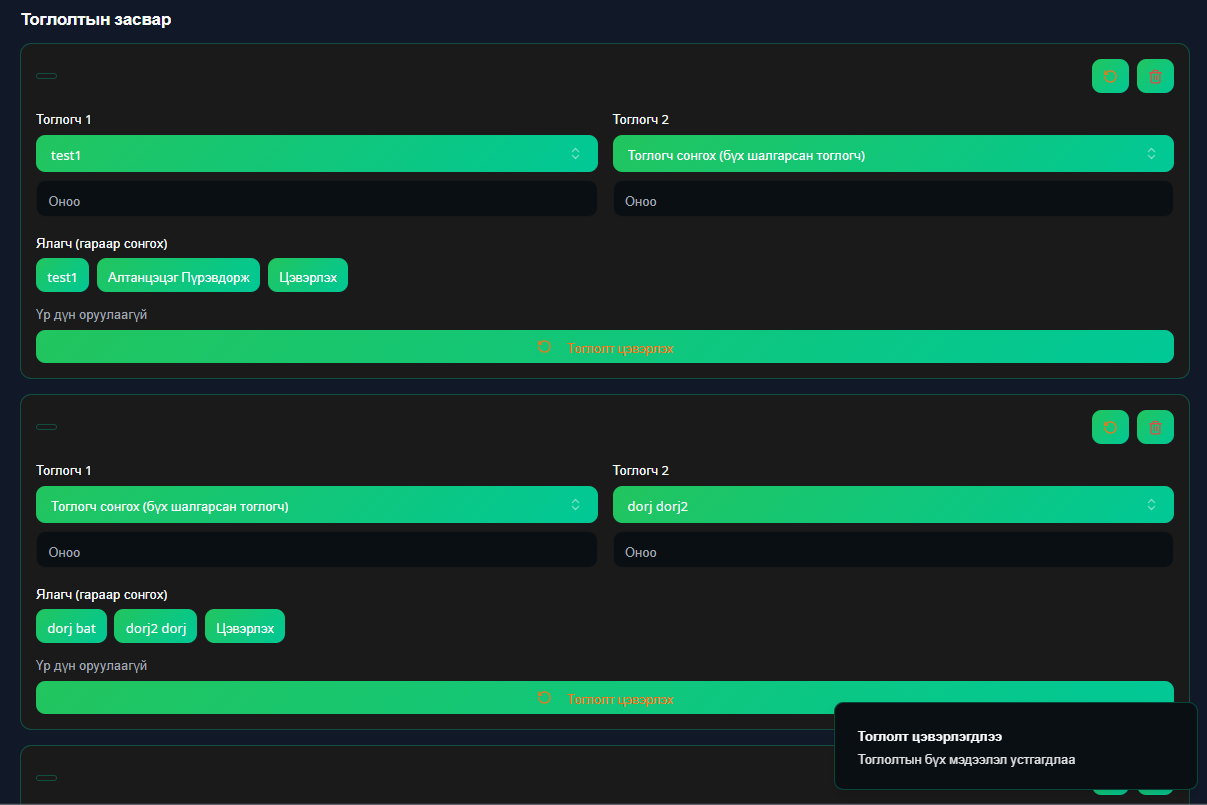 Тоглолтын засвар
Тоглогч 1
Тоглогч 2
test1
Тоглогч сонгох (бүх шалгарсан тоглогч)
Оноо
Оноо
Ялагч (гараар сонгох)
test1
Алтанцэцэг Пүрэвдорж
Цэвэрлэх
Үр дүн оруулаагүй
Тоглолт цэвэрлэх
Тоглогч 1
Тоглогч 2
Тоглогч сонгох (бүх шалгарсан тоглогч)
dorj dorj2
Оноо
Оноо
Ялагч (гараар сонгох)
dorj bat
dorj2 dorj
Цэвэрлэх
Үр дүн оруулаагүй
Тоглолт цэвэрлэх
Тоглолт цэвэрлэгдлээ
Тоглолтын бүх мэдээлэл устгагдлаа